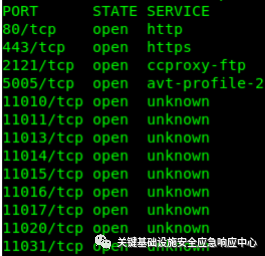 PORT STATE SERVICE
80/tcp open http
443/tcp open https
2121/tcp open ccproxy-ftp
5005/tcp open avt-profile-2
11010/tcp open unknown
11011/tcp open unknown
11013/tcp open unknown
11014/tcp open unknown
11015/tcp open unknown
11016/tcp open unknown
11017/tcp open unknown
11020/tcp open unknown
11031/tcp open unknown
关键基础设施安全应急响应中心